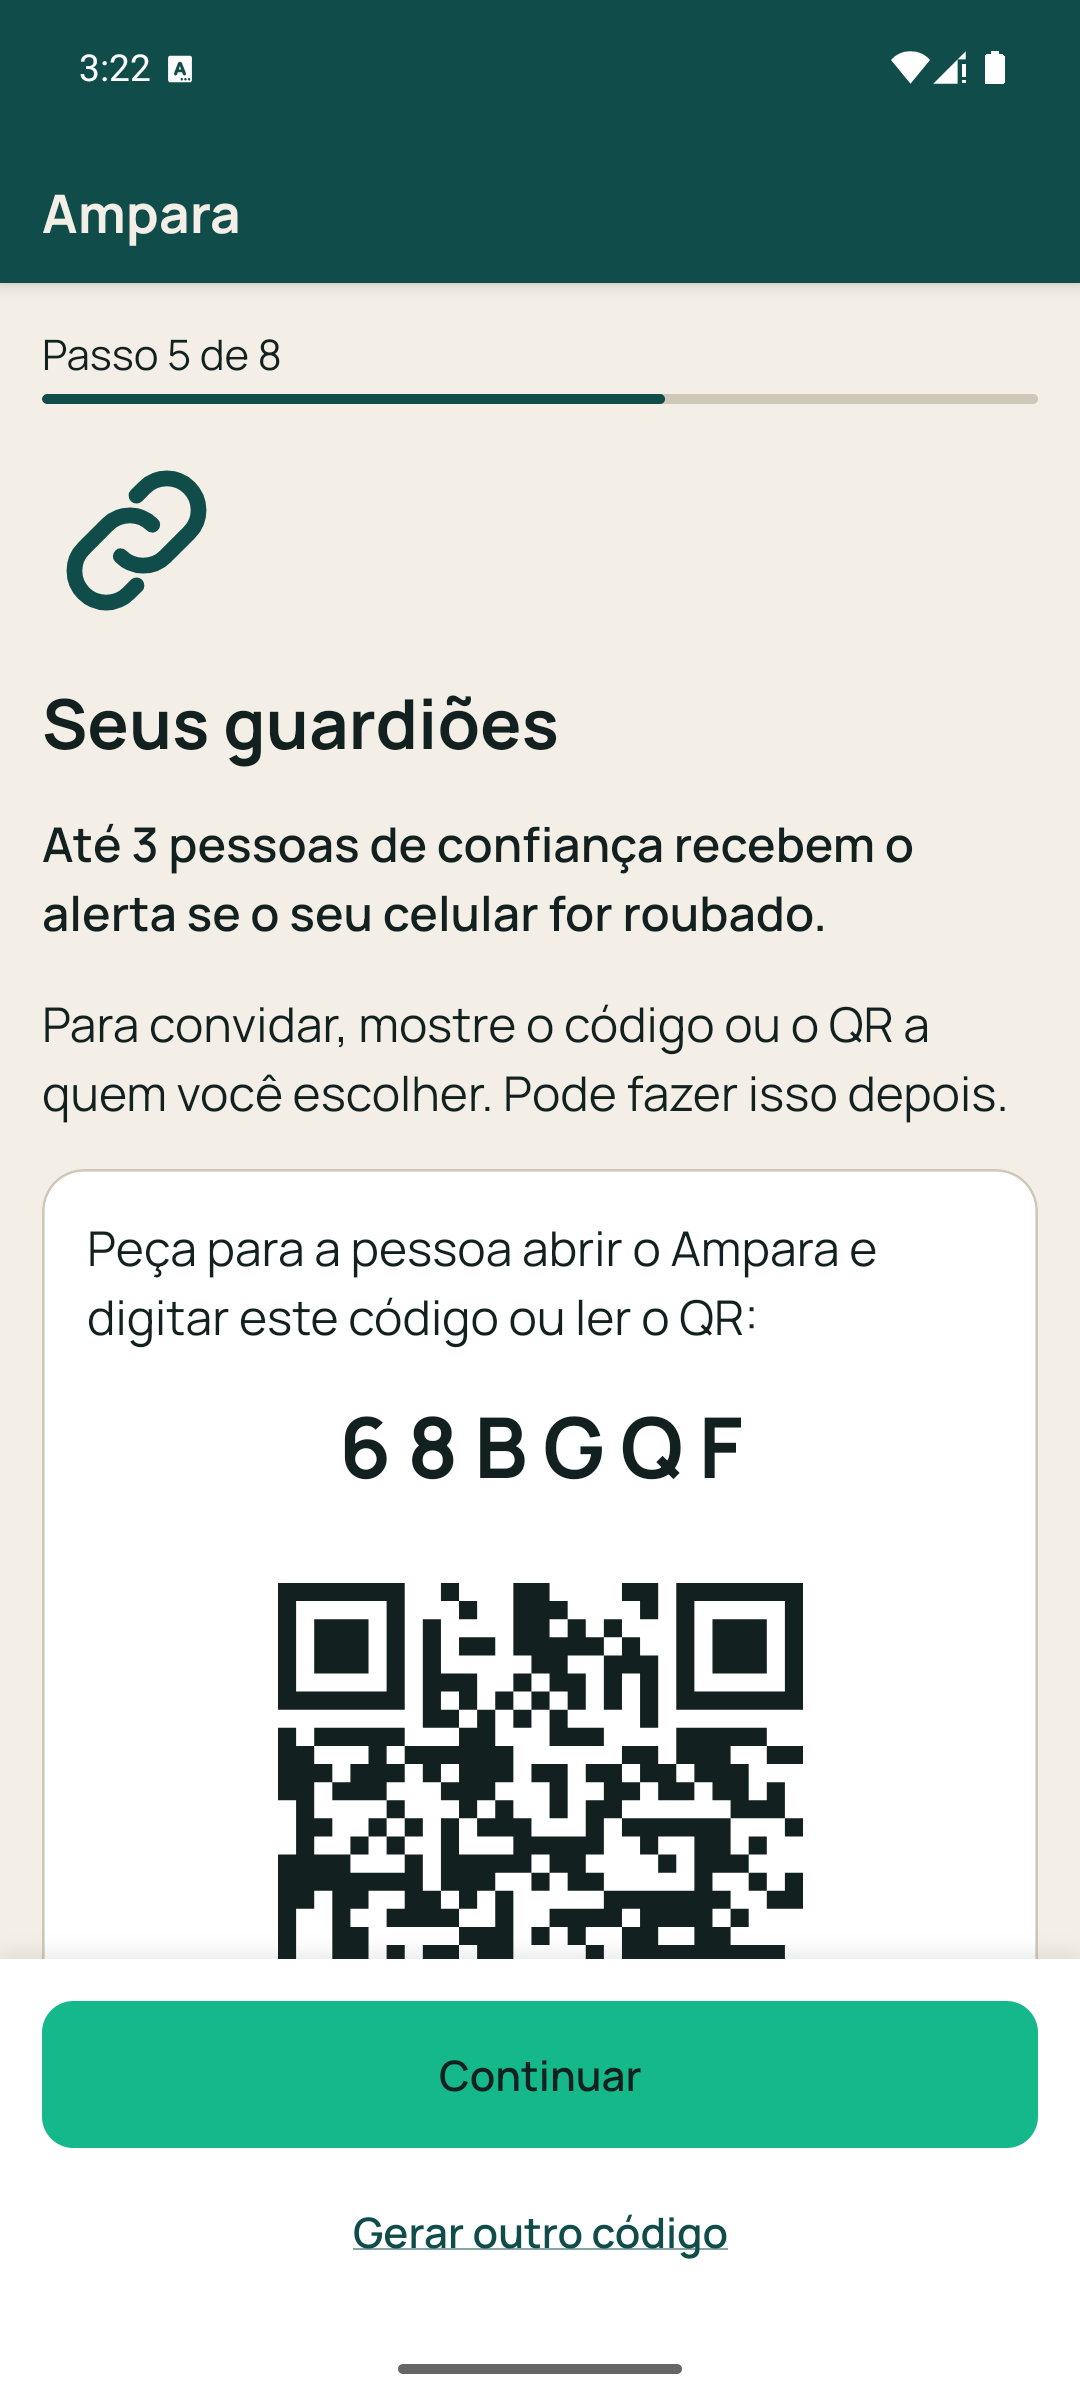 3:22
Ampara
Passo 5 de 8
Seus guardiões
Até 3 pessoas de confiança recebem o
alerta se o seu celular for roubado.
Para convidar, mostre o código ou o QR a
quem você escolher. Pode fazer isso depois.
Peça para a pessoa abrir o Ampara e
digitar este código ou ler o QR:
68BGQF
Continuar
Gerar outro código